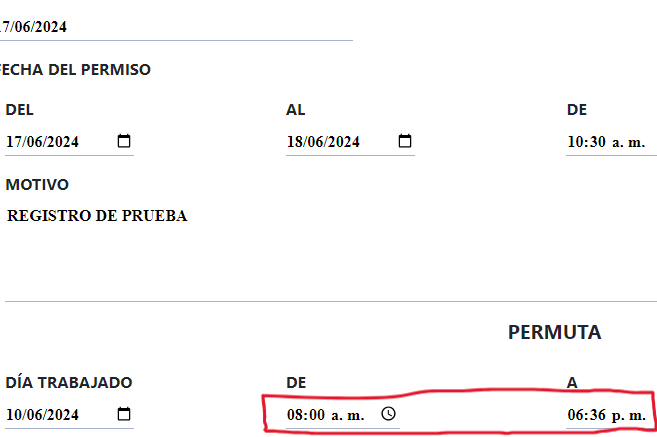 17/06/2024
FECHA DEL PERMISO
DEL AL DE
17/06/2024 18/06/2024 10:30 a. m.
MOTIVO
REGISTRO DE PRUEBA
PERMUTA
DÍA TRABAJADO DE A
10/06/2024 08:00 a. m. 06:36 p. m.